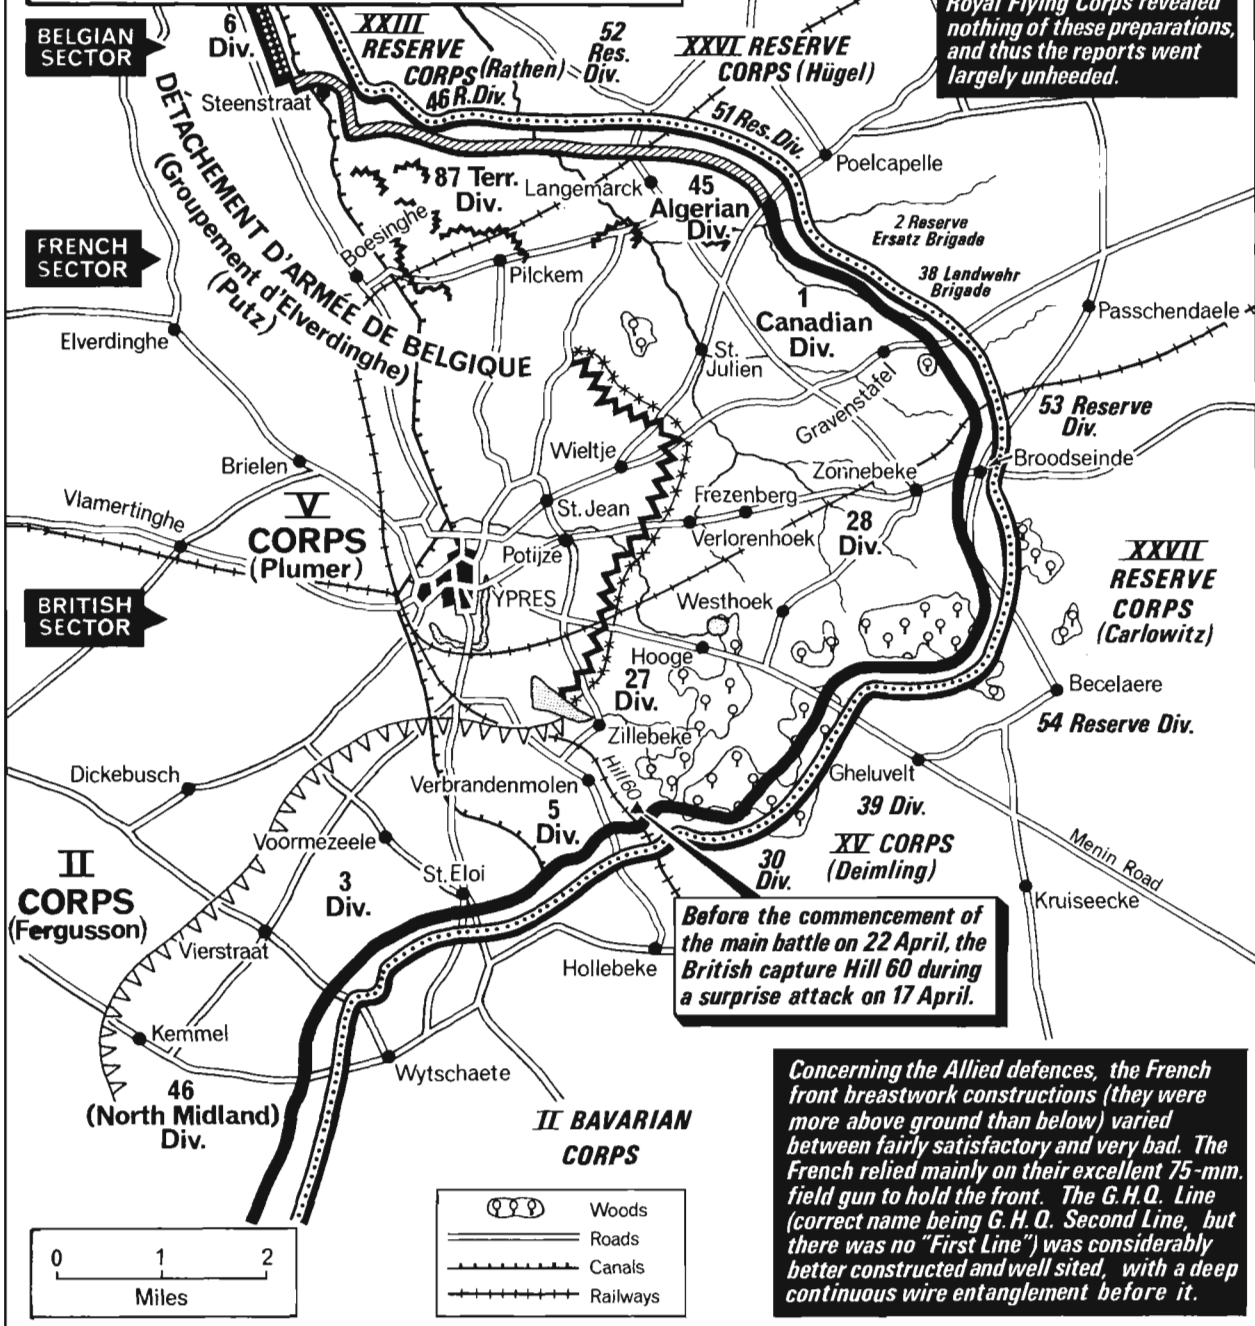 Royal Flying Corps revealed
nothing of these preparations,
and thus the reports went
largely unheeded.
BELGIAN
SECTOR
6
Div.
XXIII
RESERVE
CORPS (Rathen)
46 R.Div.
52
Res.
Div.
XXVI RESERVE
CORPS (Hügel)
51 Res. Div.
Steenstraat
Poelcapelle
DÉTACHEMENT D'ARMÉE DE BELGIQUE
(Groupement d'Elverdinghe)
(Putz)
87 Terr.
Div.
Langemarck
45
Algerian
Div.
2 Reserve
Ersatz Brigade
38 Landwehr
Brigade
FRENCH
SECTOR
Boesinghe
Pilckem
1
Canadian
Div.
Passchendaele
Elverdinghe
St.
Julien
Gravenstafel
53 Reserve
Div.
Brielen
Wieltje
Zonnebeke
Broodseinde
Vlamertinghe
V
CORPS
(Plumer)
St. Jean
Frezenberg
Potijze
Verlorenhoek
28
Div.
XXVII
RESERVE
CORPS
(Carlowitz)
BRITISH
SECTOR
YPRES
Westhoek
Hooge
27
Div.
Becelaere
54 Reserve Div.
Zillebeke
Dickebusch
Verbrandenmolen
Hill 60
Gheluvelt
39 Div.
5
Div.
Voormezeele
II
CORPS
(Fergusson)
3
Div.
St. Eloi
30
Div.
XV CORPS
(Deimling)
Menin Road
Kruiseecke
Vierstraat
Hollebeke
Before the commencement of
the main battle on 22 April, the
British capture Hill 60 during
a surprise attack on 17 April.
Kemmel
Wytschaete
46
(North Midland)
Div.
II BAVARIAN
CORPS
Concerning the Allied defences, the French
front breastwork constructions (they were
more above ground than below) varied
between fairly satisfactory and very bad. The
French relied mainly on their excellent 75-mm.
field gun to hold the front. The G.H.Q. Line
(correct name being G.H.Q. Second Line, but
there was no "First Line") was considerably
better constructed and well sited, with a deep
continuous wire entanglement before it.
Woods
Roads
Canals
Railways
0 1 2
Miles